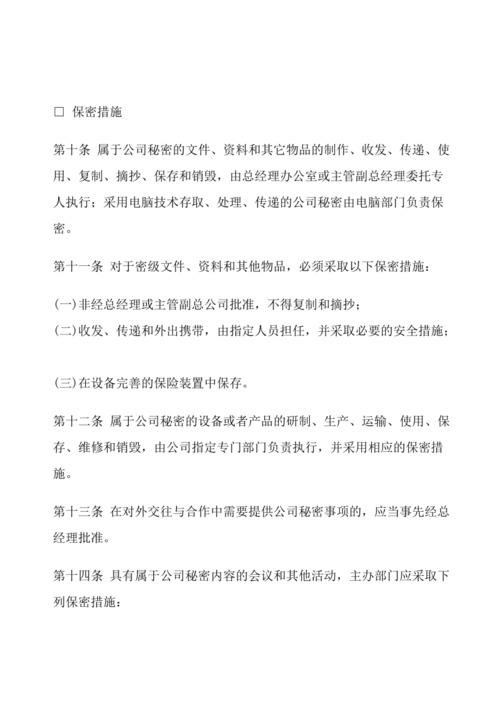 □ 保密措施
第十条 属于公司秘密的文件、资料和其它物品的制作、收发、传递、使
用、复制、摘抄、保存和销毁，由总经理办公室或主管副总经理委托专
人执行；采用电脑技术存取、处理、传递的公司秘密由电脑部门负责保
密。
第十一条 对于密级文件、资料和其他物品，必须采取以下保密措施：
(一)非经总经理或主管副总公司批准，不得复制和摘抄；
(二)收发、传递和外出携带，由指定人员担任，并采取必要的安全措施；
(三)在设备完善的保险装置中保存。
第十二条 属于公司秘密的设备或者产品的研制、生产、运输、使用、保
存、维修和销毁，由公司指定专门部门负责执行，并采用相应的保密措
施。
第十三条 在对外交往与合作中需要提供公司秘密事项的，应当事先经总
经理批准。
第十四条 具有属于公司秘密内容的会议和其他活动，主办部门应采取下
列保密措施：